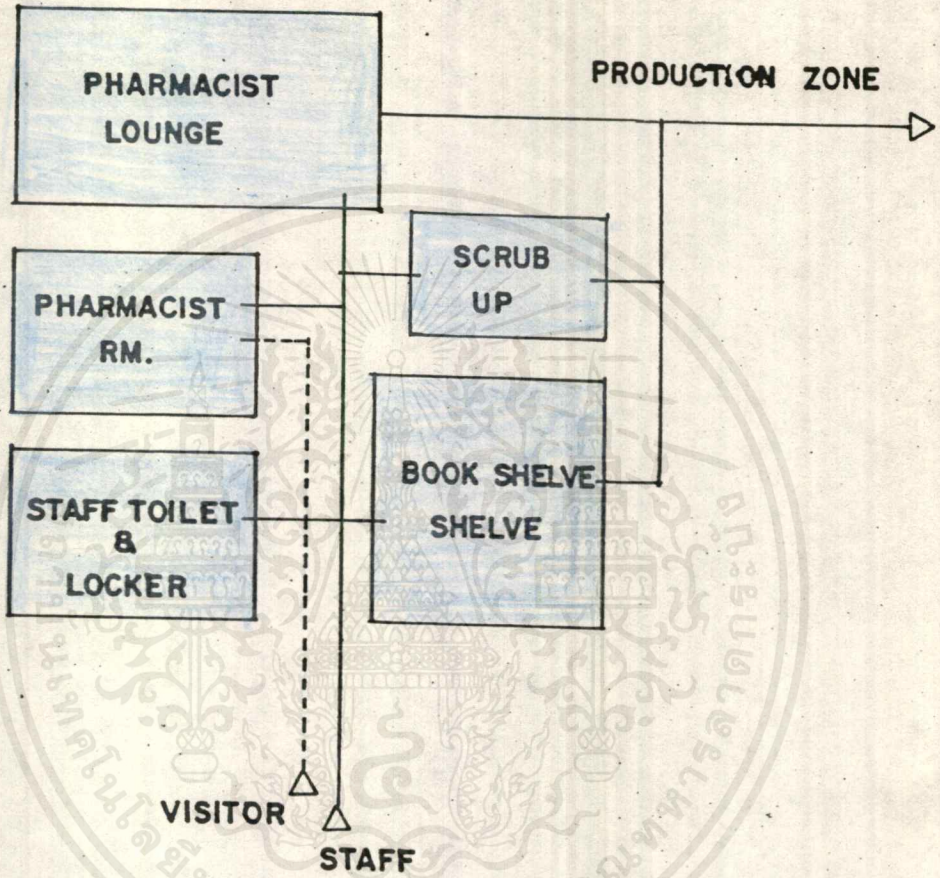 PHARMACIST
LOUNGE
PRODUCTION ZONE
SCRUB
UP
PHARMACIST
RM.
BOOK SHELVE
SHELVE
STAFF TOILET
&
LOCKER
VISITOR
STAFF